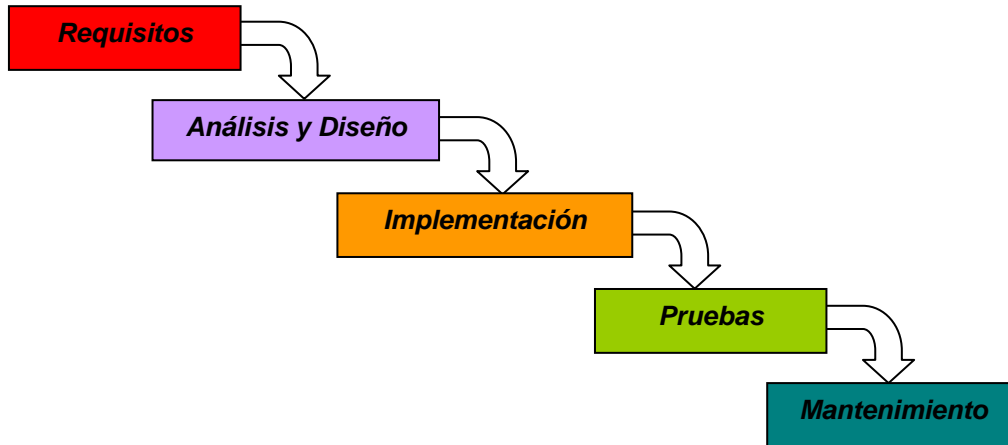 Requisitos
Análisis y Diseño
Implementación
Pruebas
Mantenimiento